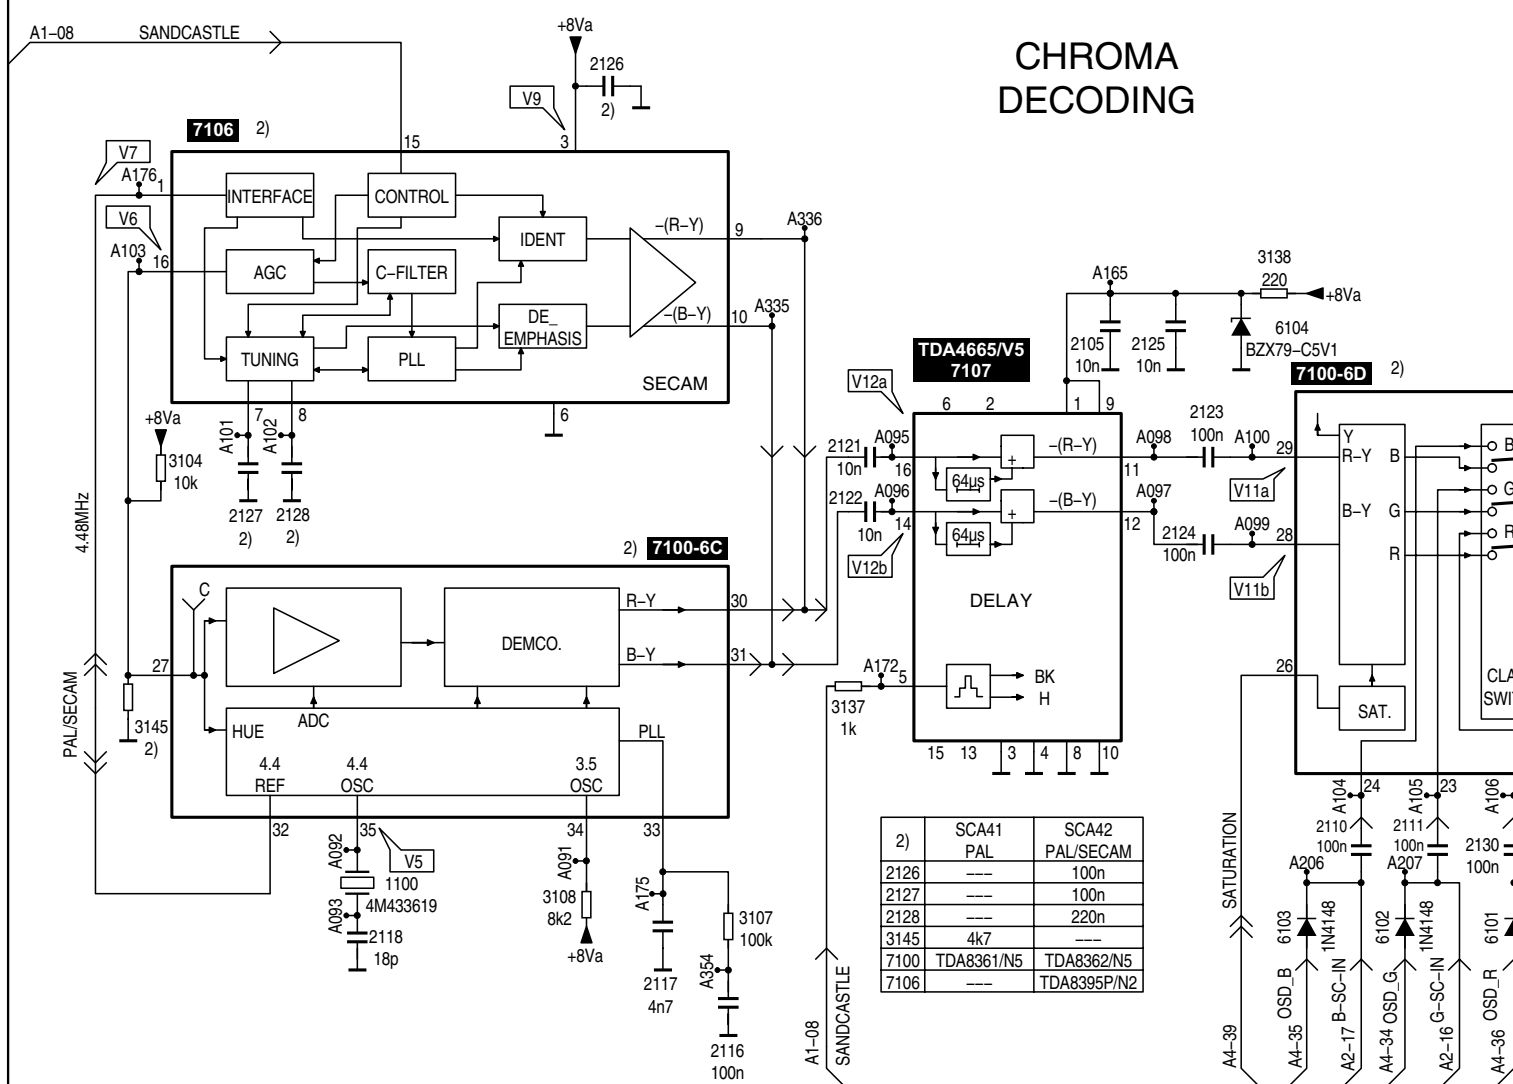 A1–08 SANDCASTLE
+8Va
CHROMA
DECODING
2126
2)
V9
7106 2)
15
3
V7
A176
1
V6
A103
16
INTERFACE
CONTROL
IDENT
AGC
C–FILTER
DE_
EMPHASIS
TUNING
PLL
–(R–Y)
–(B–Y)
SECAM
9
10
A336
A335
6
7
8
A101
A102
2127
2)
2128
2)
+8Va
3104
10k
4.48MHz
PAL/SECAM
2) 7100-6C
C
27
3145
2)
DEMCO.
R–Y
B–Y
30
31
HUE
ADC
PLL
4.4
REF
4.4
OSC
3.5
OSC
32
35
34
33
A092
V5
1100
4M433619
A093
2118
18p
A091
3108
8k2
+8Va
A175
2117
4n7
3107
100k
A354
2116
100n
A165
3138
220
+8Va
2105
10n
2125
10n
6104
BZX79–C5V1
TDA4665/V5
7107
V12a
6
2
1
9
2121
10n
A095
16
2122
10n
A096
14
V12b
64µs
+
64µs
+
–(R–Y)
–(B–Y)
11
12
DELAY
A098
A097
2123
100n
A100
2124
100n
A099
V11a
V11b
29
28
A172
5
3137
1k
BK
H
15
13
3
4
8
10
A1–08
SANDCASTLE
7100-6D 2)
Y
R–Y
B–Y
B
G
R
B
G
R
CLA
SWI
26
SAT.
SATURATION
A4–39
24
23
A104
A105
A106
2110
100n
2111
100n
2130
100n
A206
A207
6103
1N4148
6102
1N4148
6101
OSD_B
B–SC–IN
OSD_G
G–SC–IN
OSD_R
A4–35
A2–17
A4–34
A2–16
A4–36
2) SCA41 PAL SCA42 PAL/SECAM
2126 ––– 100n
2127 ––– 100n
2128 ––– 220n
3145 4k7 –––
7100 TDA8361/N5 TDA8362/N5
7106 ––– TDA8395P/N2